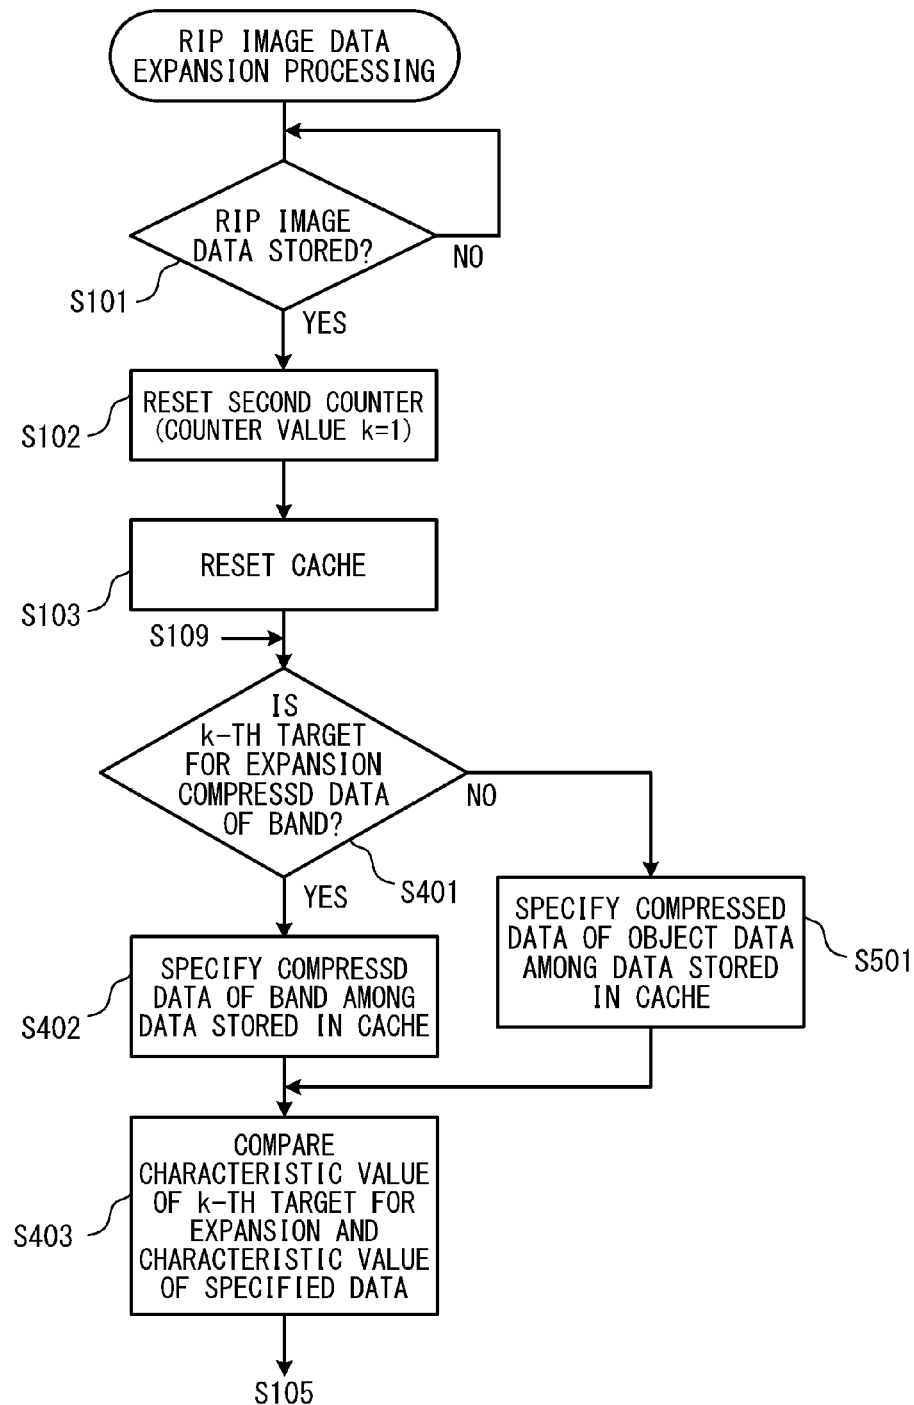 RIP IMAGE DATA
EXPANSION PROCESSING
RIP IMAGE
DATA STORED?
NO
S101
YES
RESET SECOND COUNTER
(COUNTER VALUE k=1)
S102
RESET CACHE
S103
S109
IS
k-TH TARGET
FOR EXPANSION
COMPRESSD DATA
OF BAND?
NO
S401
YES
SPECIFY COMPRESSED
DATA OF OBJECT DATA
AMONG DATA STORED
IN CACHE
S501
SPECIFY COMPRESSD
DATA OF BAND AMONG
DATA STORED IN CACHE
S402
COMPARE
CHARACTERISTIC VALUE
OF k-TH TARGET FOR
EXPANSION AND
CHARACTERISTIC VALUE
OF SPECIFIED DATA
S403
S105